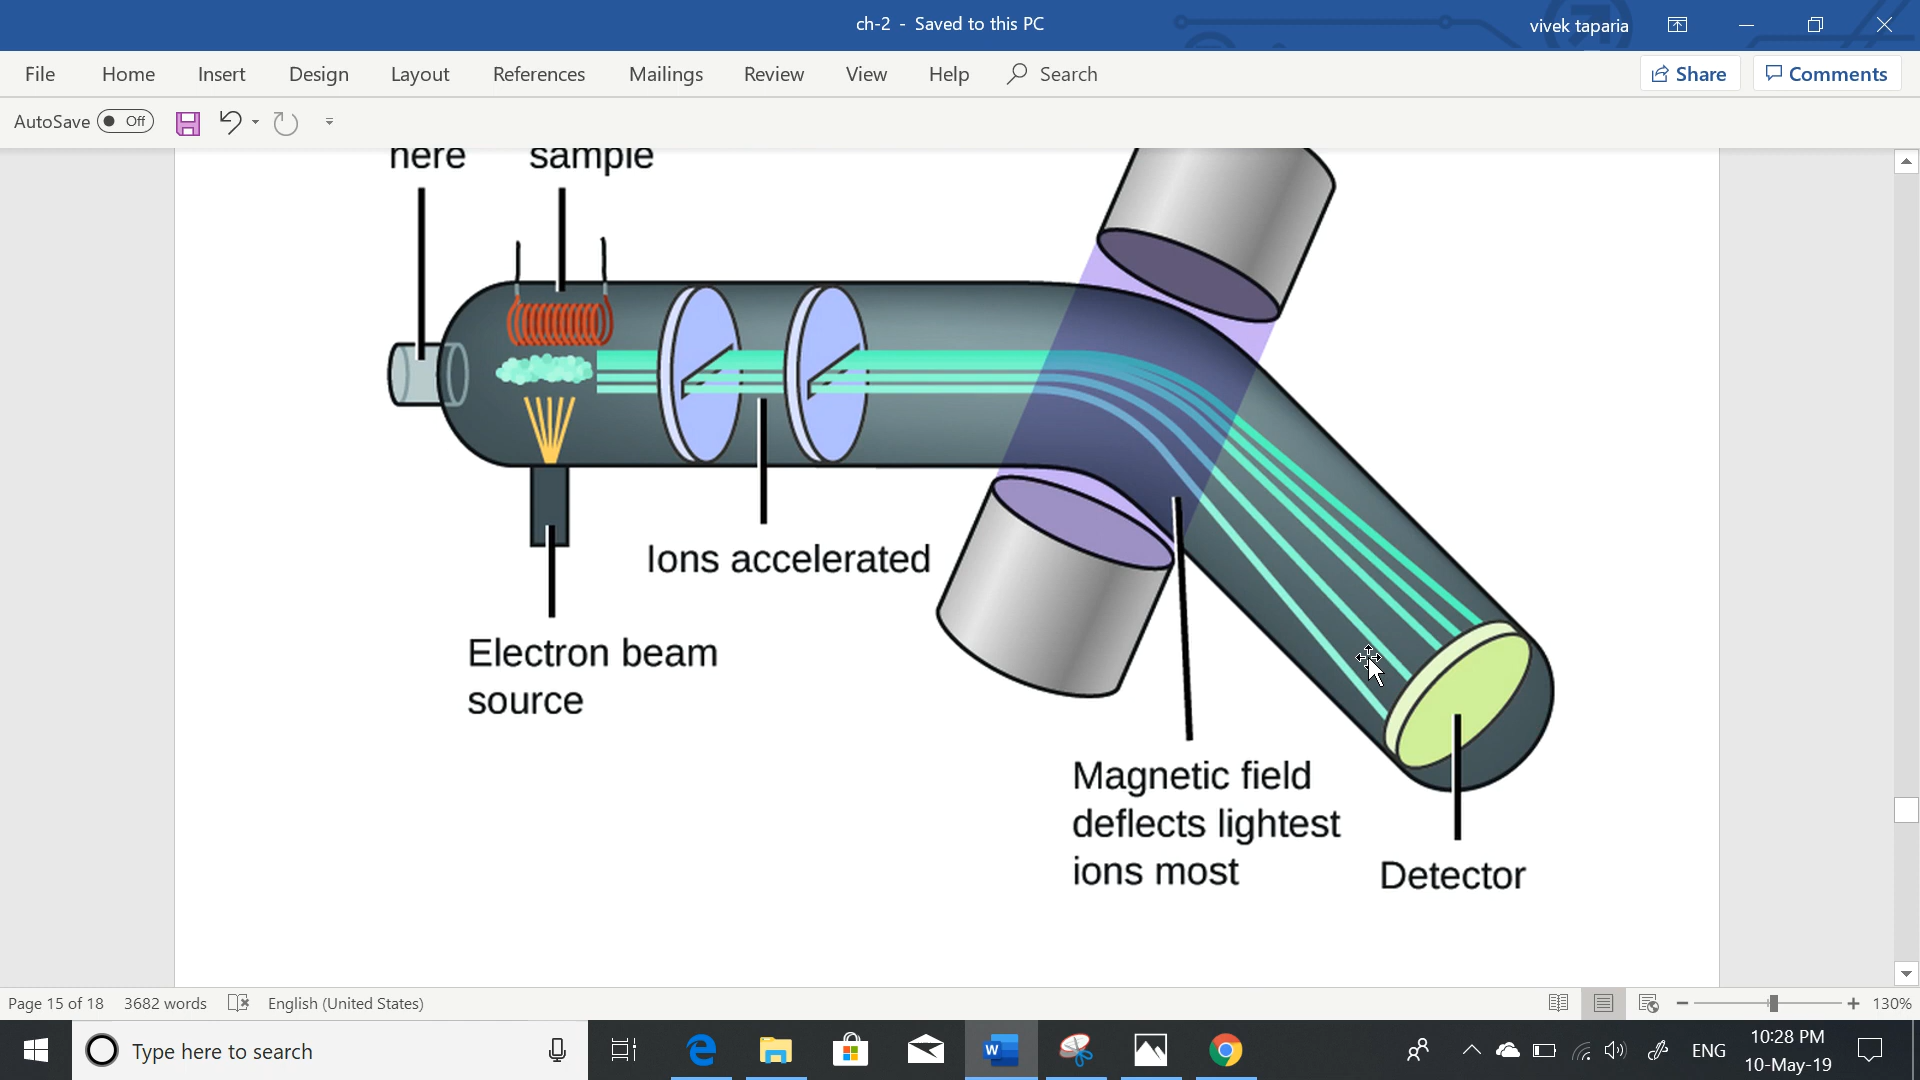 ch-2 - Saved to this PC
vivek taparia
File Home Insert Design Layout References Mailings Review View Help Search Share Comments
AutoSave Off
here sample
Ions accelerated
Electron beam
source
Magnetic field
deflects lightest
ions most
Detector
Page 15 of 18 3682 words English (United States) 130%
Type here to search
W
ENG
10:28 PM
10-May-19